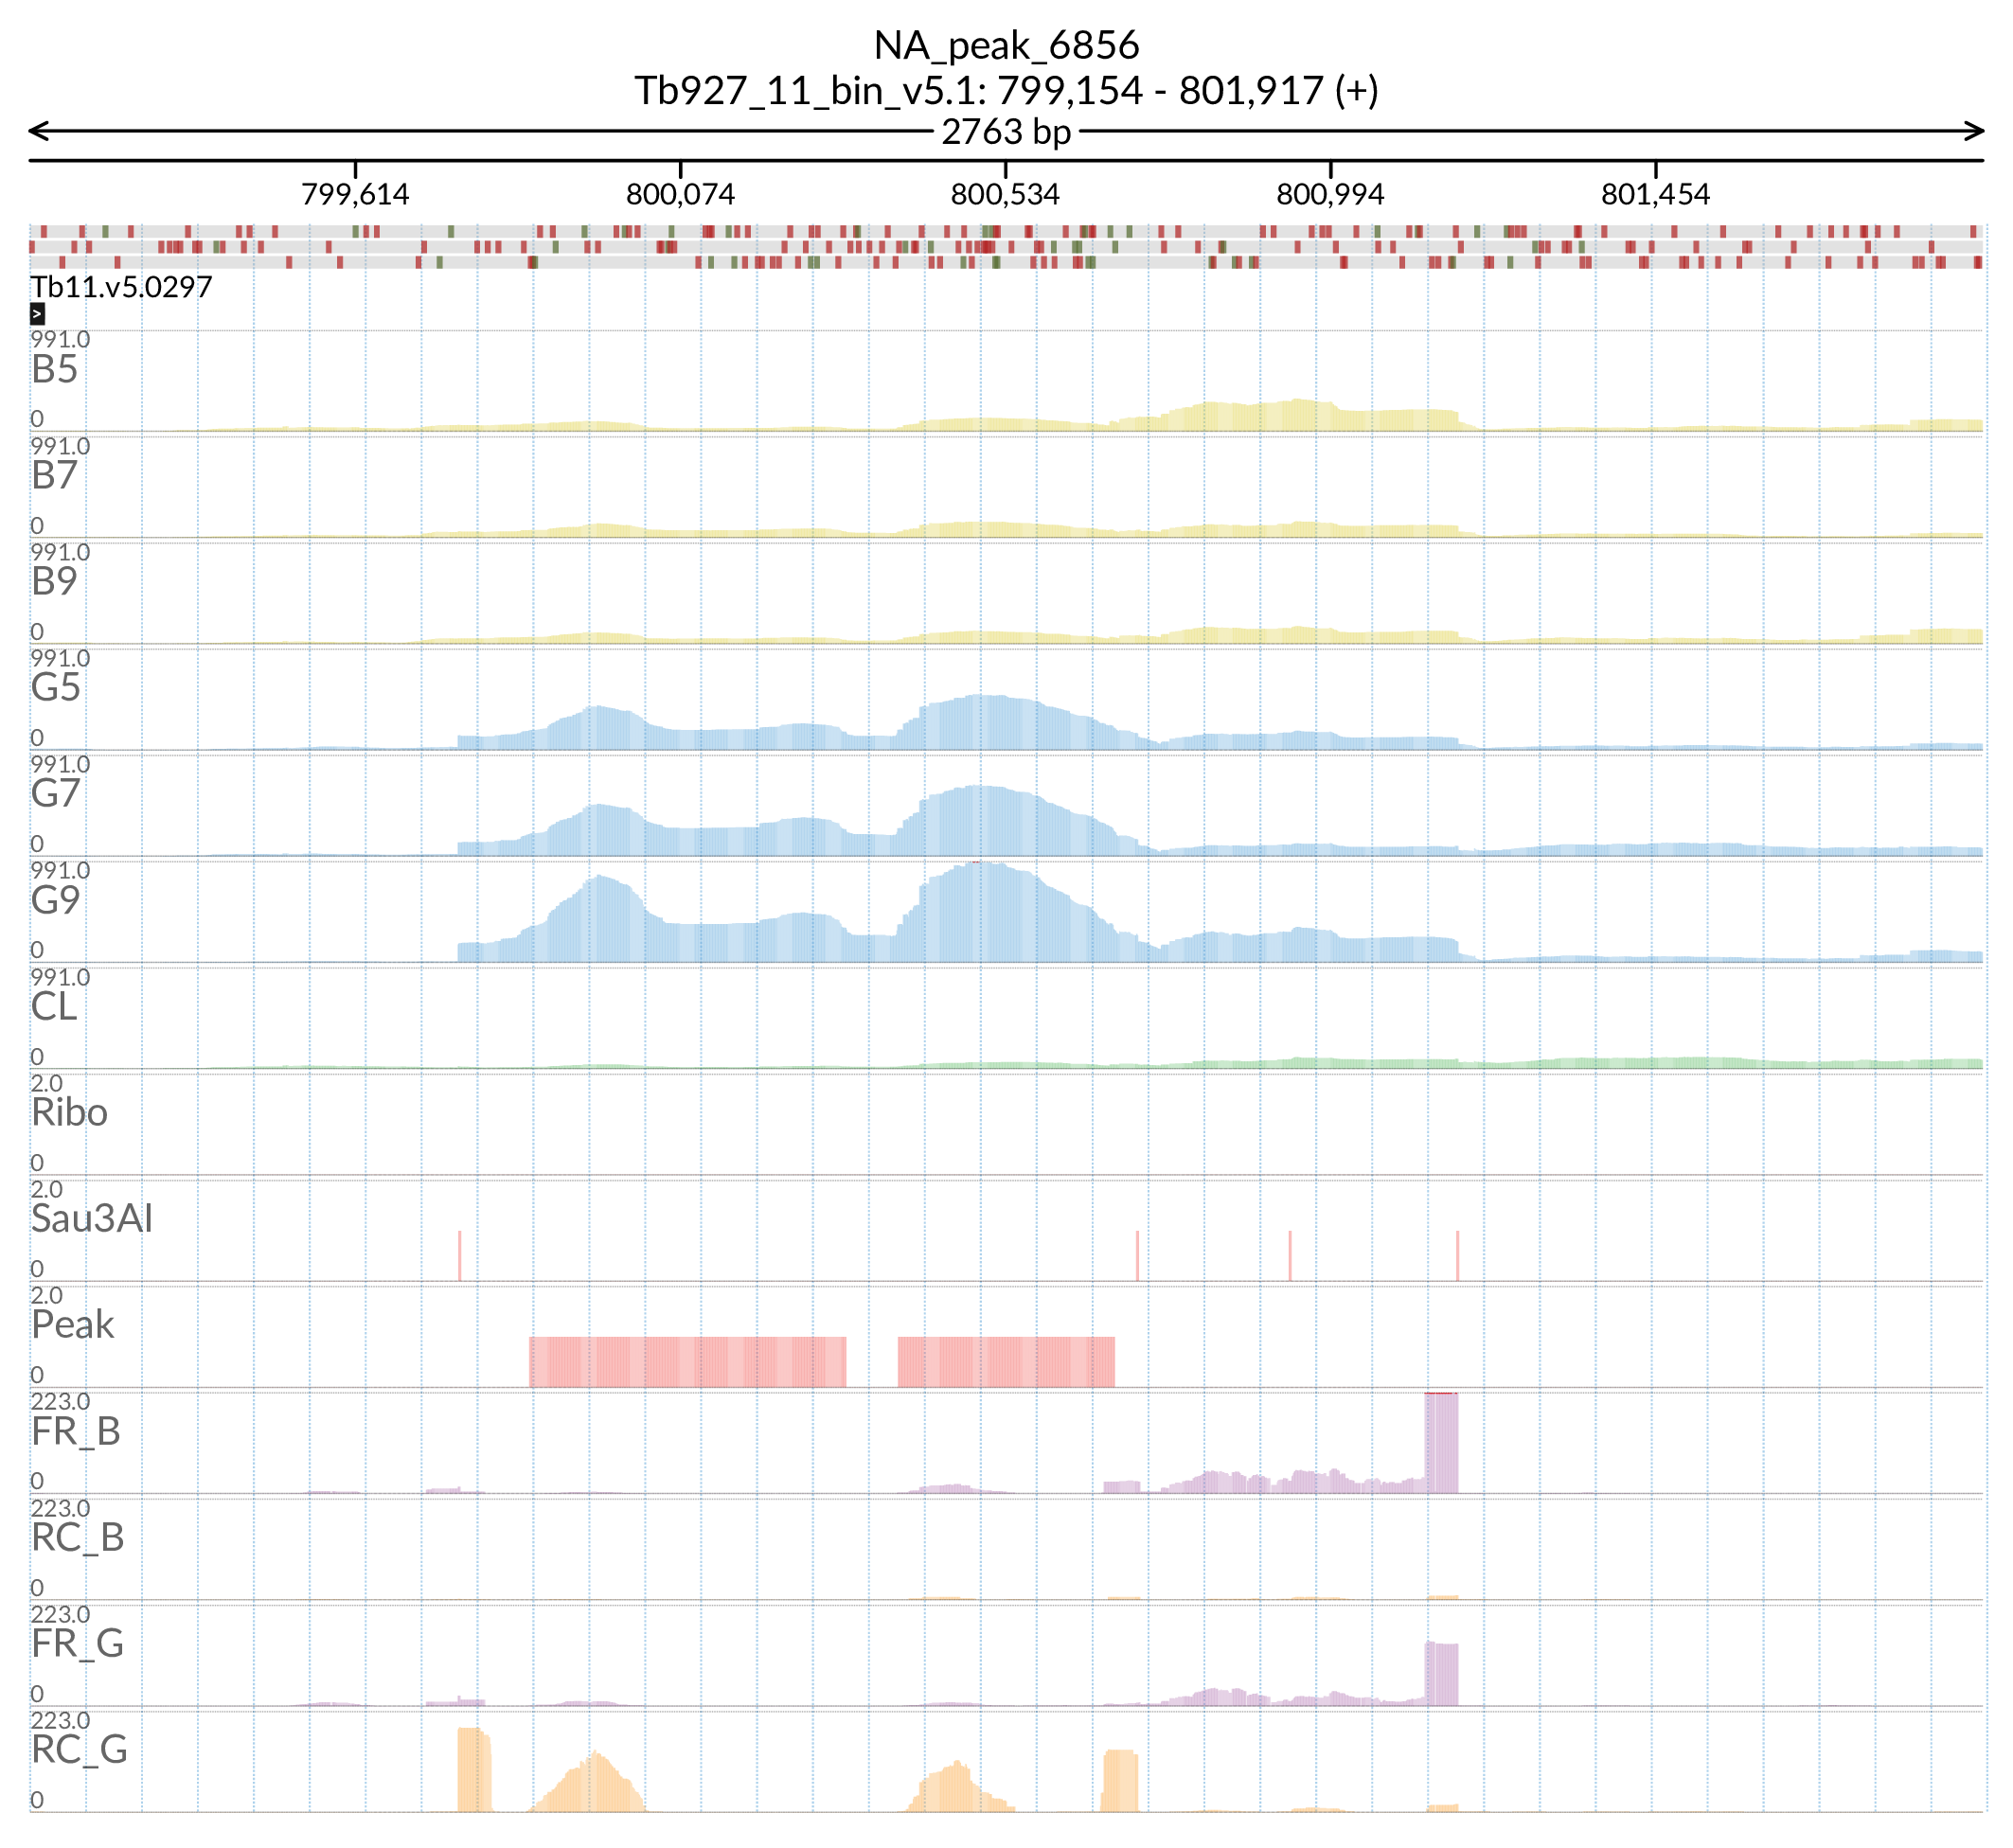 NA_peak_6856
Tb927_11_bin_v5.1: 799,154 - 801,917 (+)
2763 bp
799,614 800,074 800,534 800,994 801,454
Tb11.v5.0297
>
991.0
B5
0
991.0
B7
0
991.0
B9
0
991.0
G5
0
991.0
G7
0
991.0
G9
0
991.0
CL
0
2.0
Ribo
0
2.0
Sau3AI
0
2.0
Peak
0
223.0
FR_B
0
223.0
RC_B
0
223.0
FR_G
0
223.0
RC_G
0